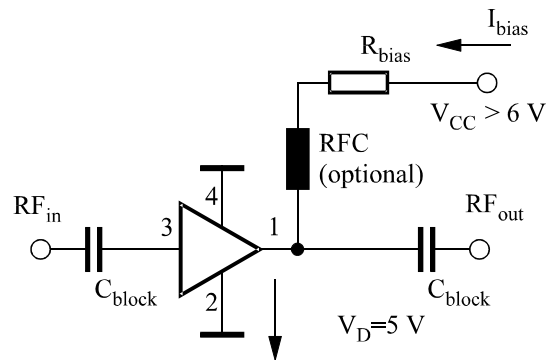 I_bias
R_bias
V_CC > 6 V
RFC
(optional)
4
RF_in
3
1
RF_out
C_block
2
C_block
V_D=5 V